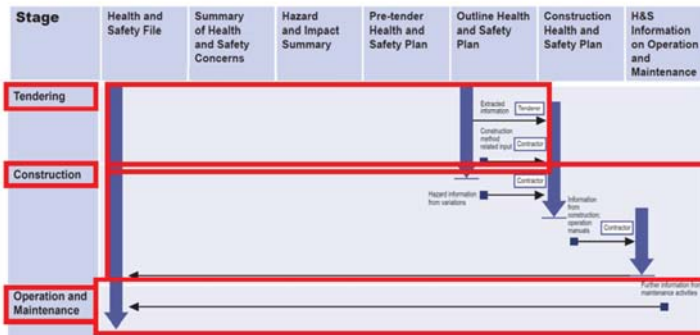 Stage
Health and
Safety File
Summary
of Health
and Safety
Concerns
Hazard
and Impact
Summary
Pre-tender
Health and
Safety Plan
Outline Health
and Safety
Plan
Construction
Health and
Safety Plan
H&S
Information
on Operation
and
Maintenance
Tendering
Extracted
information
Tenderer
Construction
method
related input
Contractor
Construction
Contractor
Hazard information
from variations
Information
from
construction;
operation
manuals
Contractor
Operation and
Maintenance
Further information from
maintenance activities